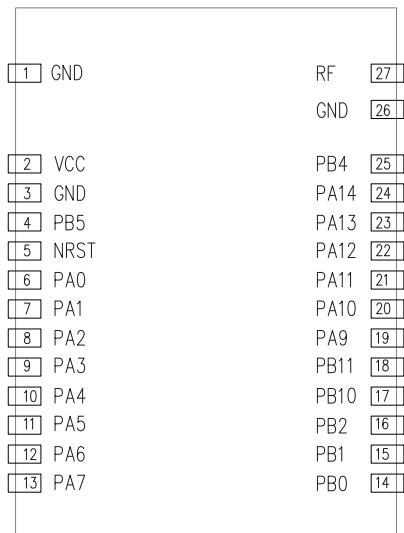 1 GND RF 27
GND 26
2 VCC PB4 25
3 GND PA14 24
4 PB5 PA13 23
5 NRST PA12 22
6 PA0 PA11 21
7 PA1 PA10 20
8 PA2 PA9 19
9 PA3 PB11 18
10 PA4 PB10 17
11 PA5 PB2 16
12 PA6 PB1 15
13 PA7 PB0 14